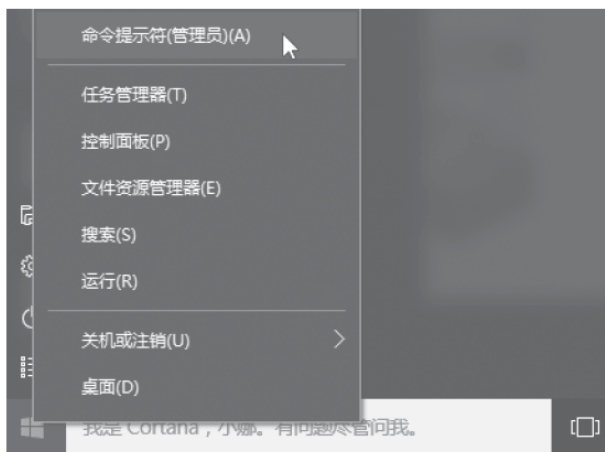 命令提示符(管理员)(A)
任务管理器(T)
控制面板(P)
文件资源管理器(E)
搜索(S)
运行(R)
关机或注销(U)
桌面(D)
我是 Cortana，小娜。有问题尽管问我。